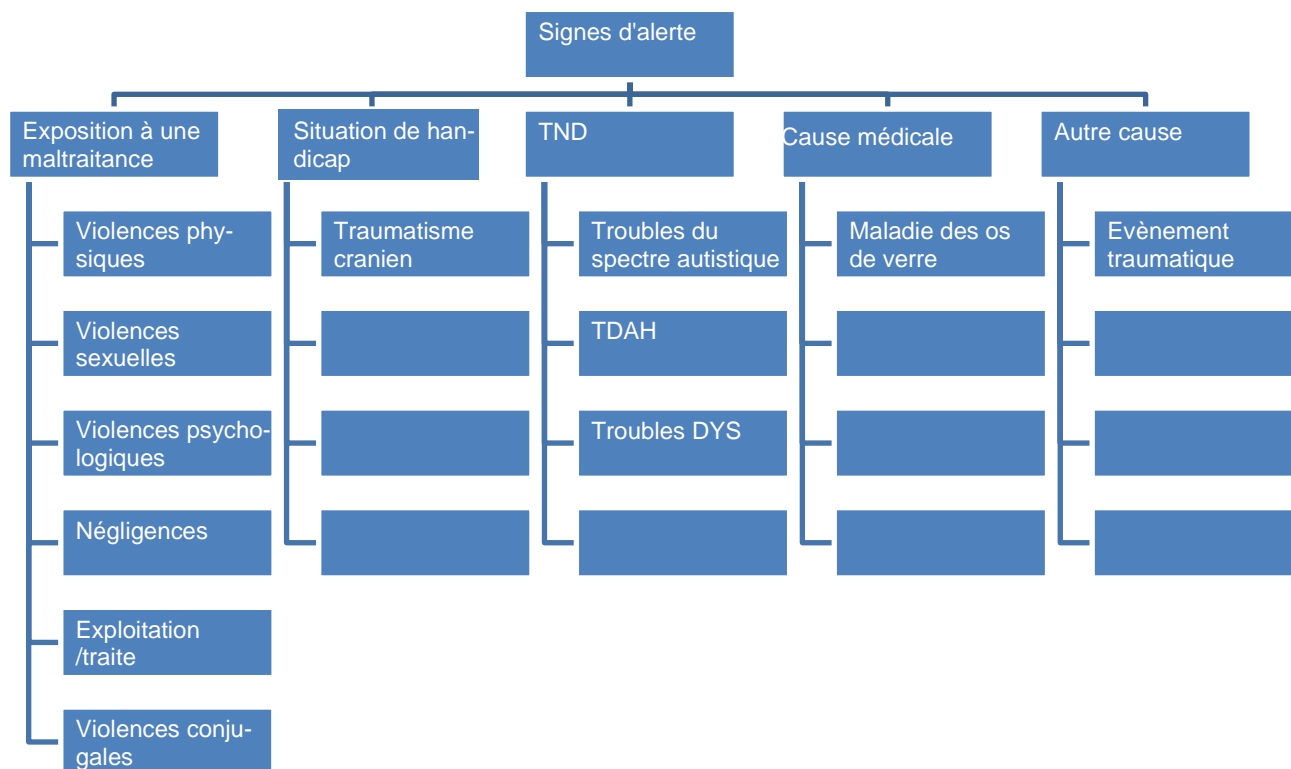 Signes d'alerte
Exposition à une
maltraitance
Violences phy-
siques
Violences
sexuelles
Violences psycho-
logiques
Négligences
Exploitation
/traite
Violences conju-
gales
Situation de han-
dicap
Traumatisme
cranien
TND
Troubles du
spectre autistique
TDAH
Troubles DYS
Cause médicale
Maladie des os
de verre
Autre cause
Evènement
traumatique